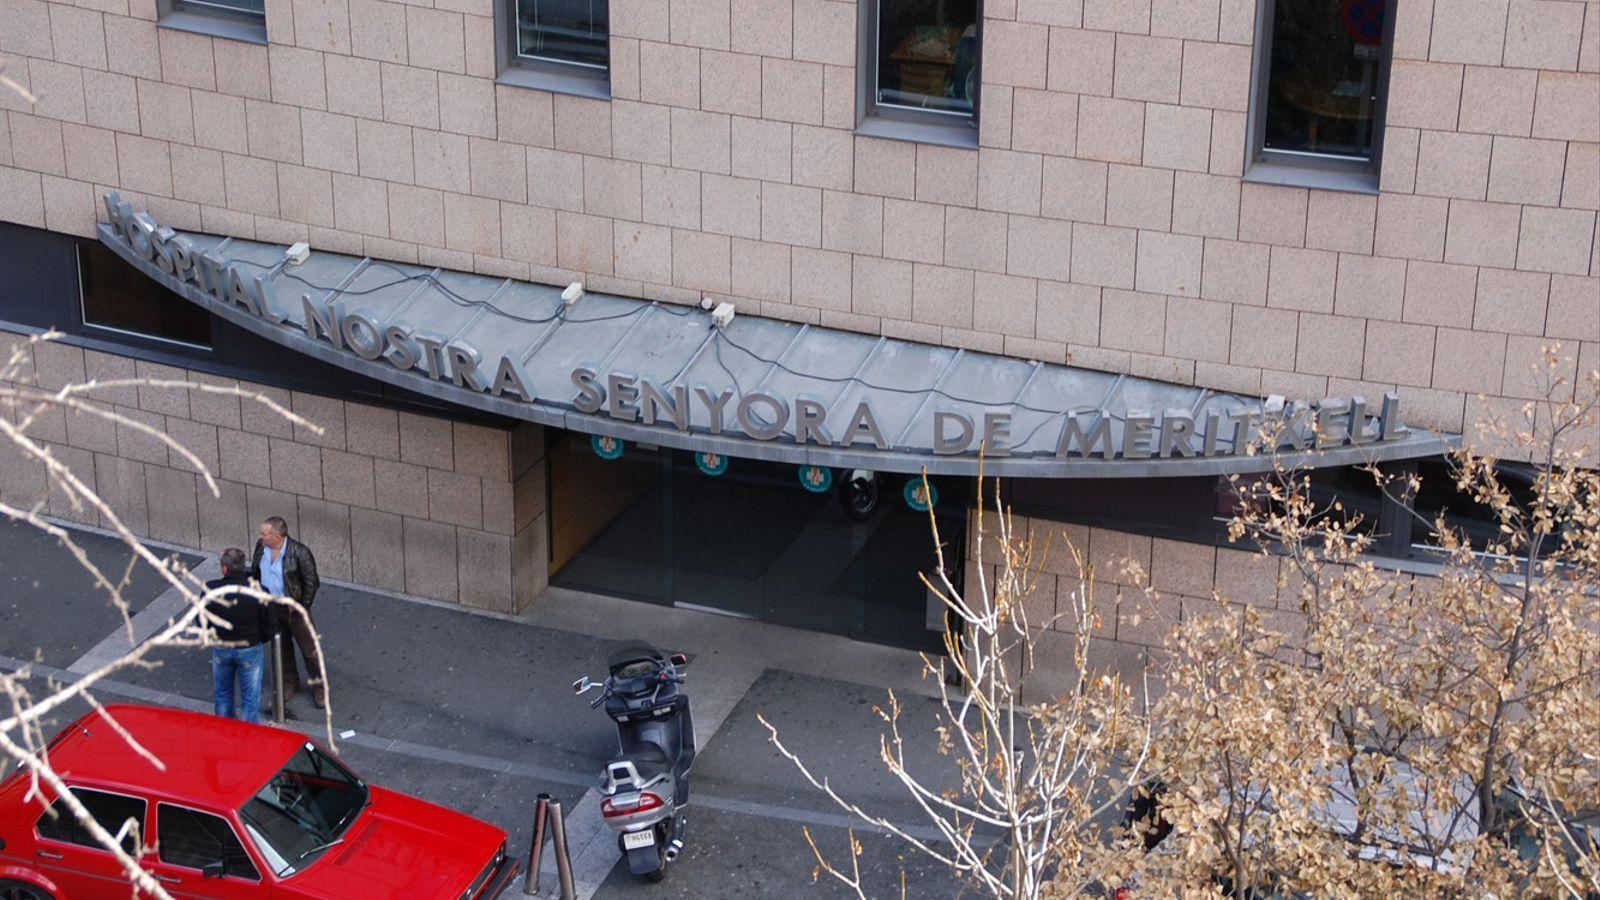 HOSPITAL NOSTRA SENYORA DE MERITXELL